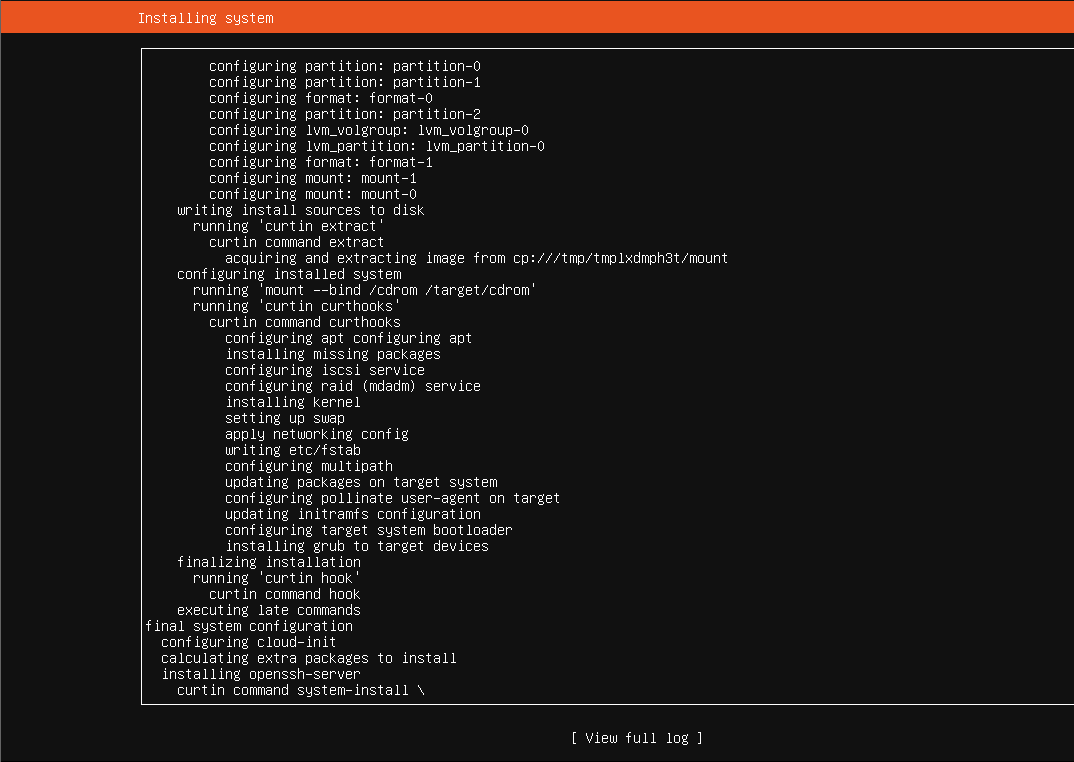 Installing system
configuring partition: partition-0
configuring partition: partition-1
configuring format: format-0
configuring partition: partition-2
configuring lvm_volgroup: lvm_volgroup-0
configuring lvm_partition: lvm_partition-0
configuring format: format-1
configuring mount: mount-1
configuring mount: mount-0
writing install sources to disk
running 'curtin extract'
curtin command extract
acquiring and extracting image from cp:///tmp/tmplxdmph3t/mount
configuring installed system
running 'mount --bind /cdrom /target/cdrom'
running 'curtin curthooks'
curtin command curthooks
configuring apt configuring apt
installing missing packages
configuring iscsi service
configuring raid (mdadm) service
installing kernel
setting up swap
apply networking config
writing etc/fstab
configuring multipath
updating packages on target system
configuring pollinate user-agent on target
updating initramfs configuration
configuring target system bootloader
installing grub to target devices
finalizing installation
running 'curtin hook'
curtin command hook
executing late commands
final system configuration
configuring cloud-init
calculating extra packages to install
installing openssh-server
curtin command system-install \
[ View full log ]